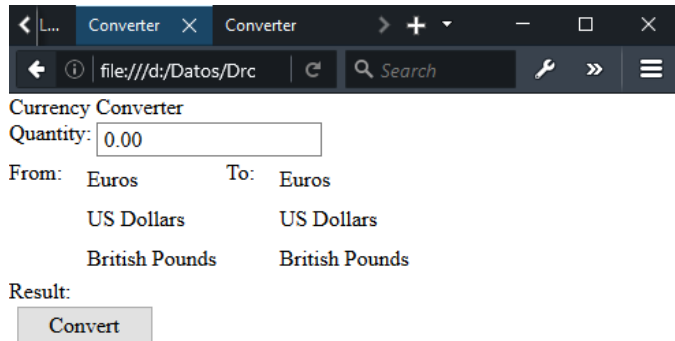 L... Converter Converter
file:///d:/Datos/Drc Search
Currency Converter
Quantity: 0.00
From: Euros To: Euros
US Dollars US Dollars
British Pounds British Pounds
Result:
Convert